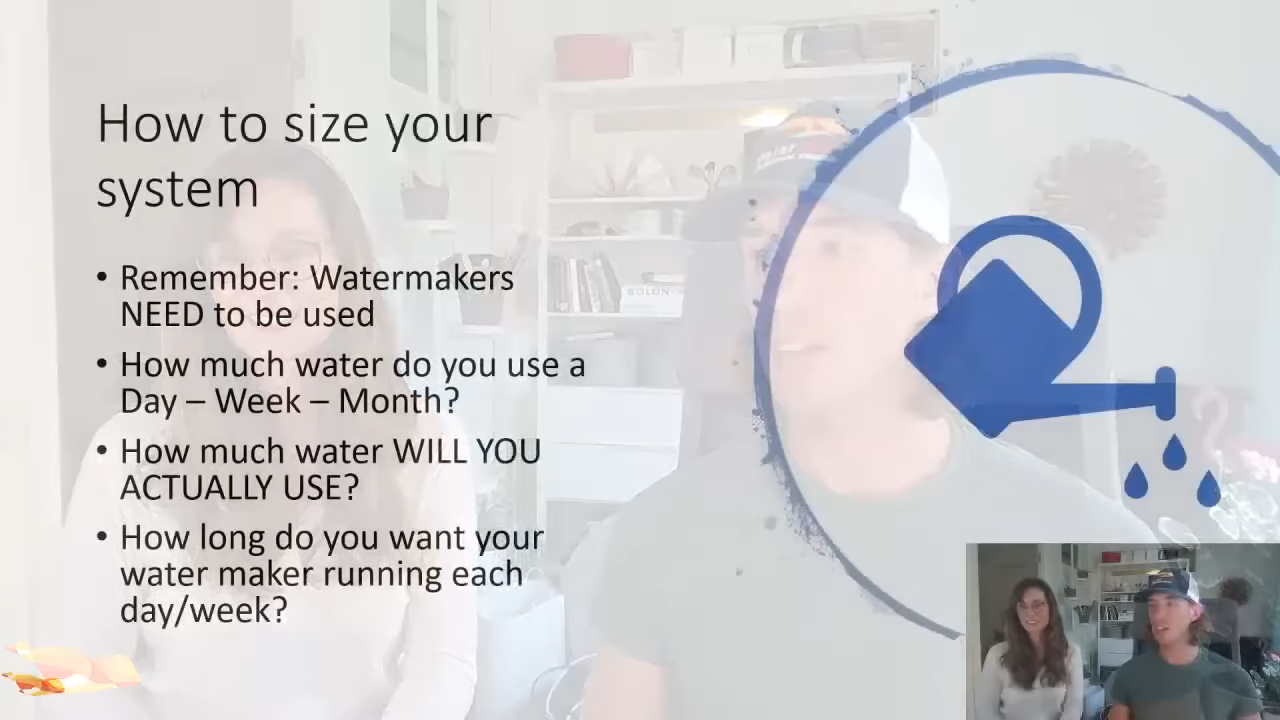 How to size your
system
• Remember: Watermakers
NEED to be used
• How much water do you use a
Day – Week – Month?
• How much water WILL YOU
ACTUALLY USE?
• How long do you want your
water maker running each
day/week?
BOLON